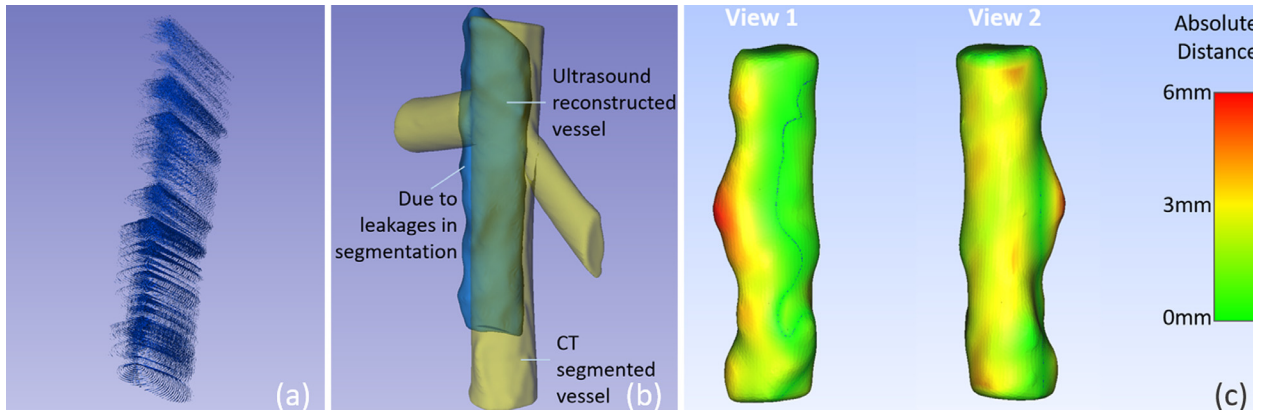 (a)
Ultrasound
reconstructed
vessel
Due to
leakages in
segmentation
CT
segmented
vessel
(b)
View 1
View 2
Absolute
Distance
6mm
3mm
0mm
(c)